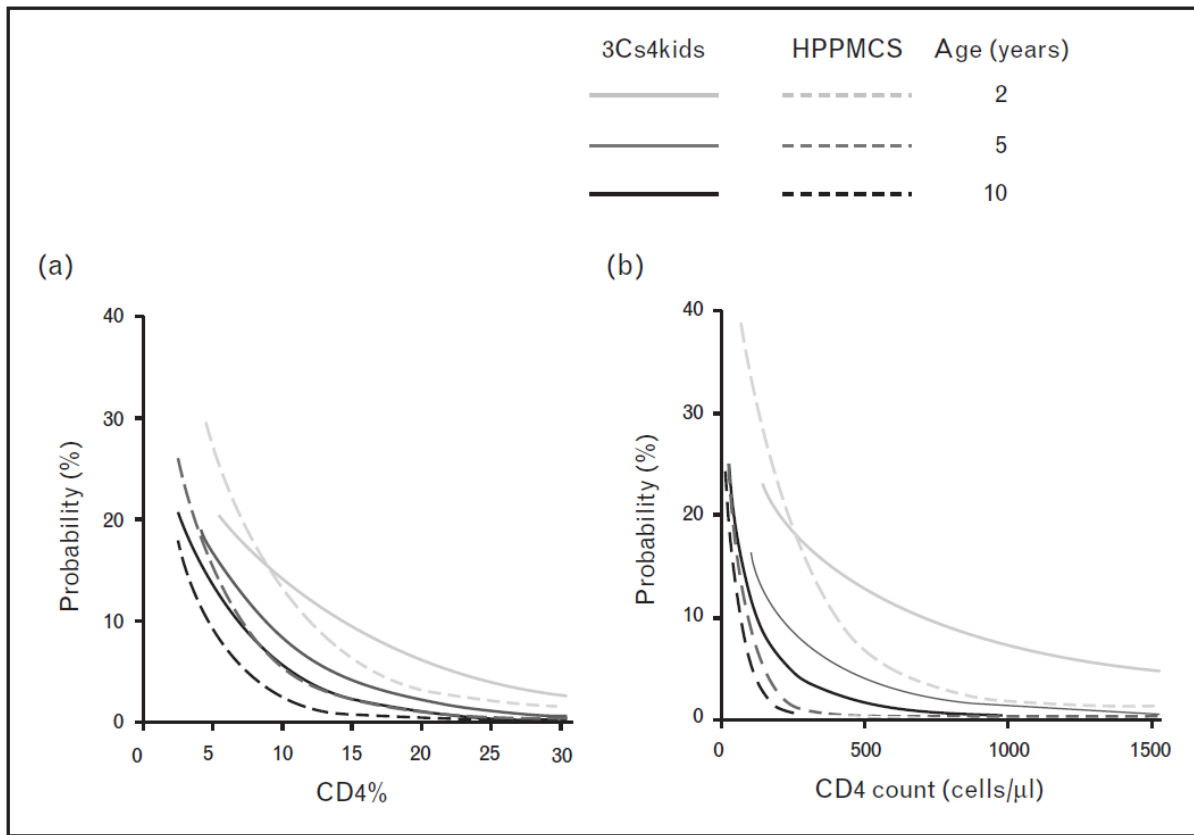 3Cs4kids HPPMCS Age (years)
2
5
10
(a)
40
30
20
10
0
Probability (%)
0 5 10 15 20 25 30
CD4%
(b)
40
30
20
10
0
Probability (%)
0 500 1000 1500
CD4 count (cells/μl)